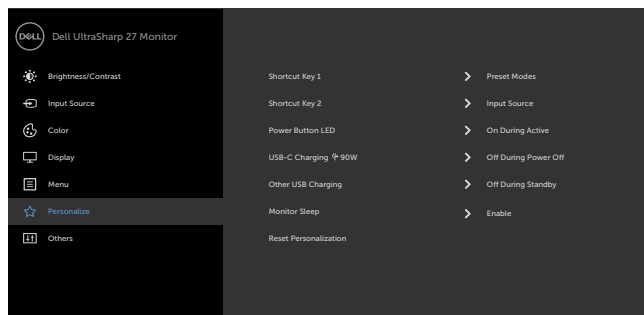 DELL Dell UltraSharp 27 Monitor
Brightness/Contrast Shortcut Key 1 Preset Modes
Input Source Shortcut Key 2 Input Source
Color Power Button LED On During Active
Display USB-C Charging 90W Off During Power Off
Menu Other USB Charging Off During Standby
Personalize Monitor Sleep Enable
Others Reset Personalization